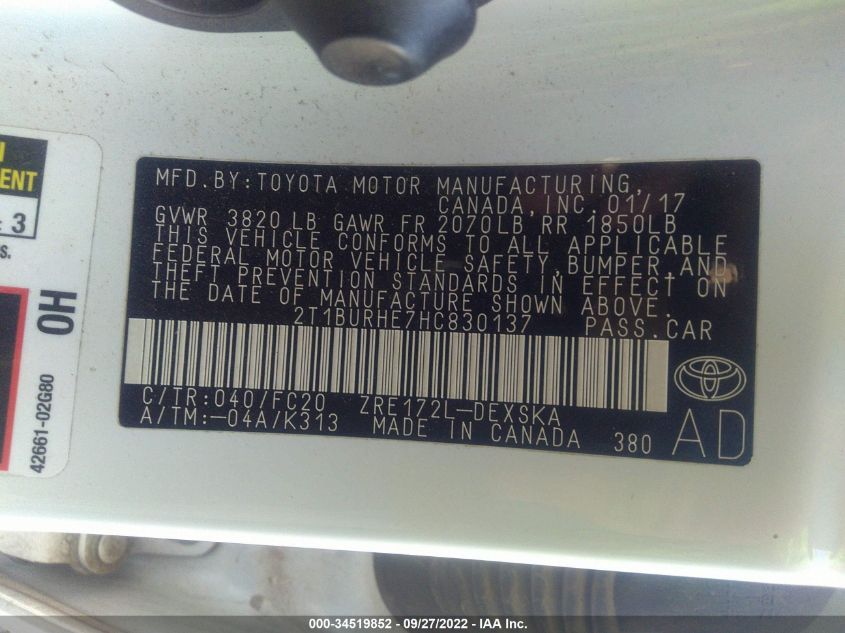 MFD.BY:TOYOTA MOTOR MANUFACTURING,
CANADA, INC. 01/17
GVWR 3820 LB GAWR FR 2070LB RR 1850LB
THIS VEHICLE CONFORMS TO ALL APPLICABLE
FEDERAL MOTOR VEHICLE SAFETY,BUMPER,AND
THEFT PREVENTION STANDARDS IN EFFECT ON
THE DATE OF MANUFACTURE SHOWN ABOVE.
2T1BURHE7HC830137 PASS.CAR
C/TR:040/FC20 ZRE172L-DEXSKA
A/TM:-04A/K313 MADE IN CANADA 380
AD
ENT
3
OH
42661-02G80
000-34519852 - 09/27/2022 - IAA Inc.